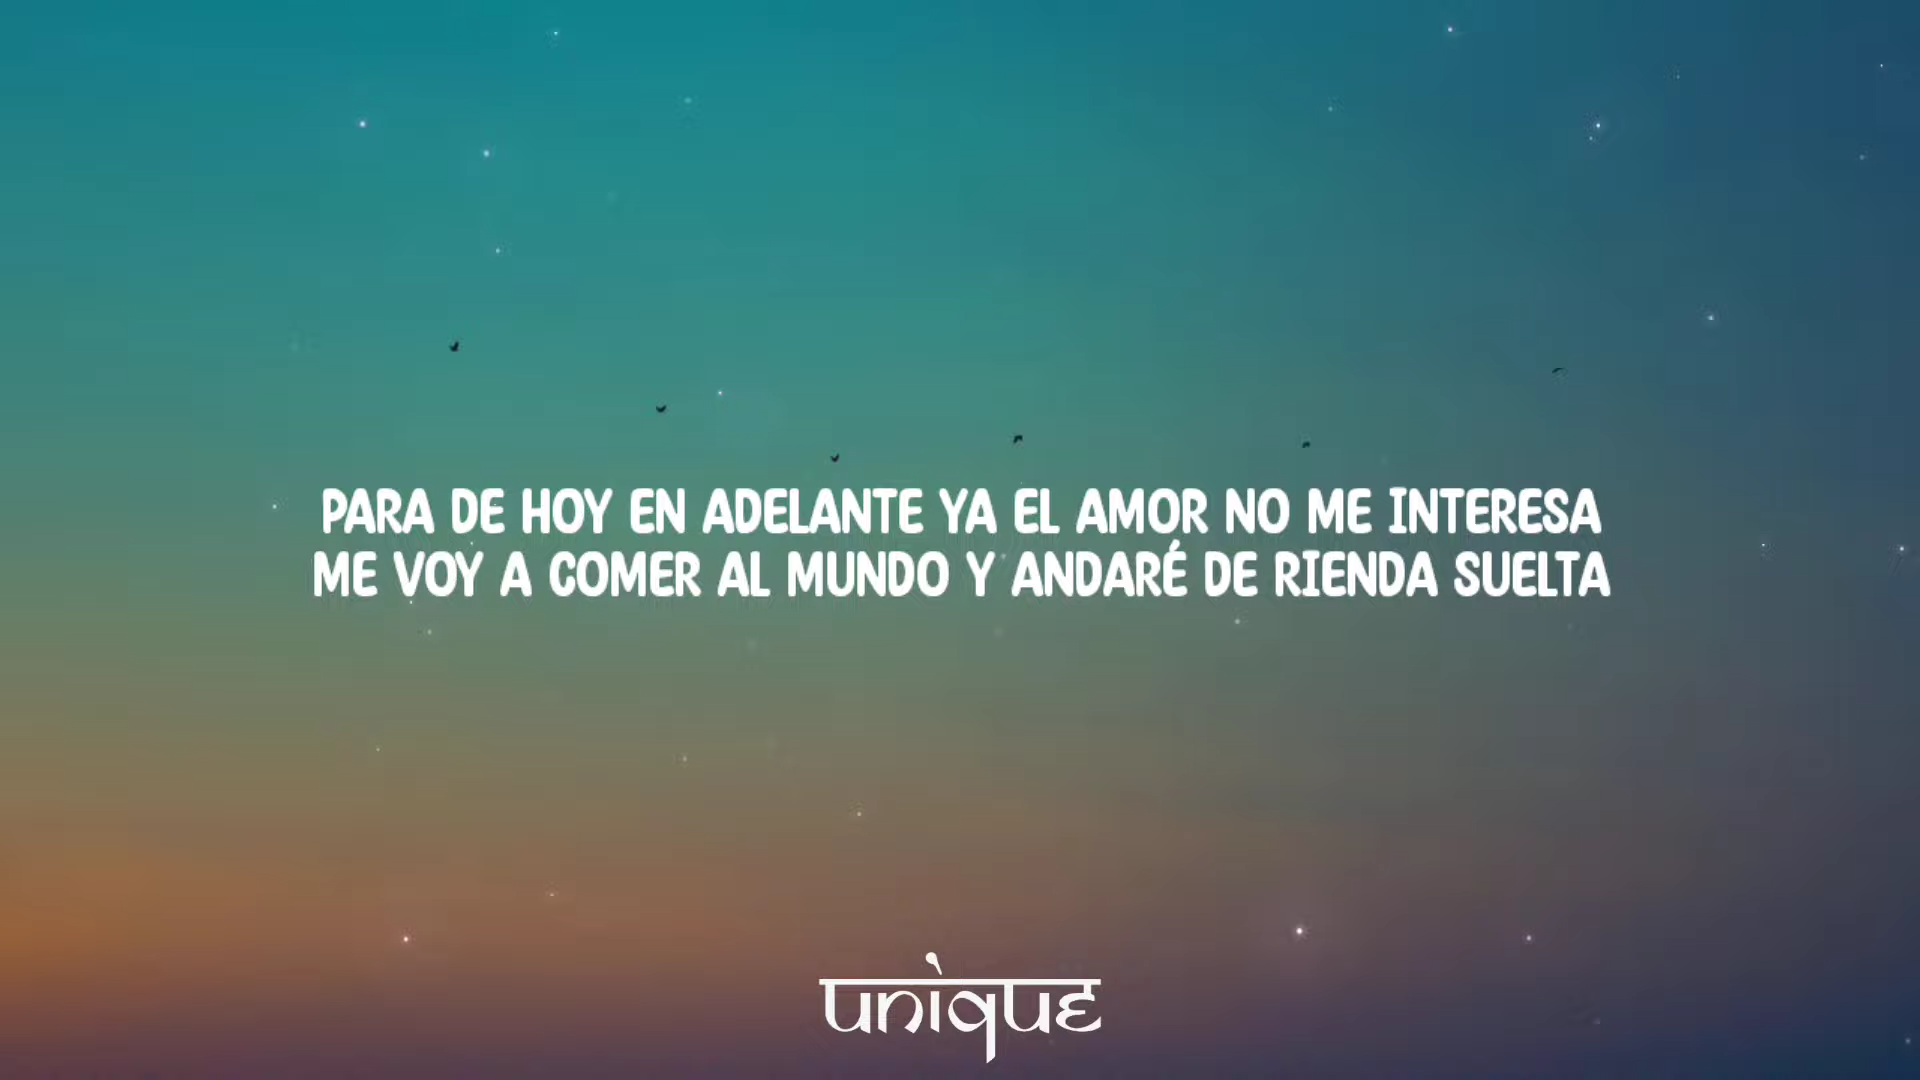 PARA DE HOY EN ADELANTE YA EL AMOR NO ME INTERESA
ME VOY A COMER AL MUNDO Y ANDARÉ DE RIENDA SUELTA
unique